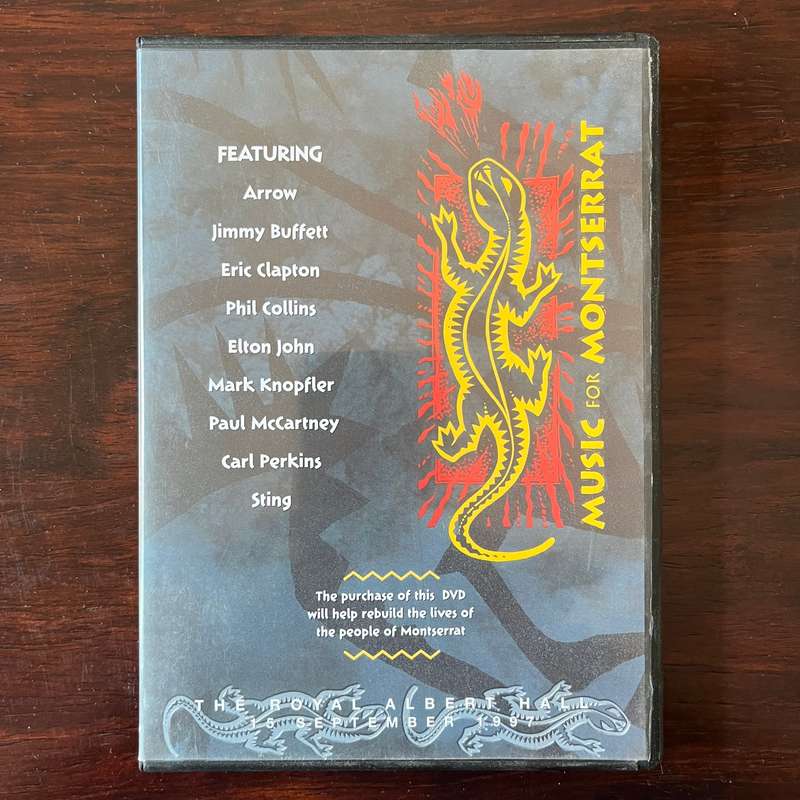 FEATURING
Arrow
Jimmy Buffett
Eric Clapton
Phil Collins
Elton John
Mark Knopfler
Paul McCartney
Carl Perkins
Sting
MUSIC FOR MONTSERRAT
The purchase of this DVD
will help rebuild the lives of
the people of Montserrat
THE ROYAL ALBERT HALL
15 SEPTEMBER 1997